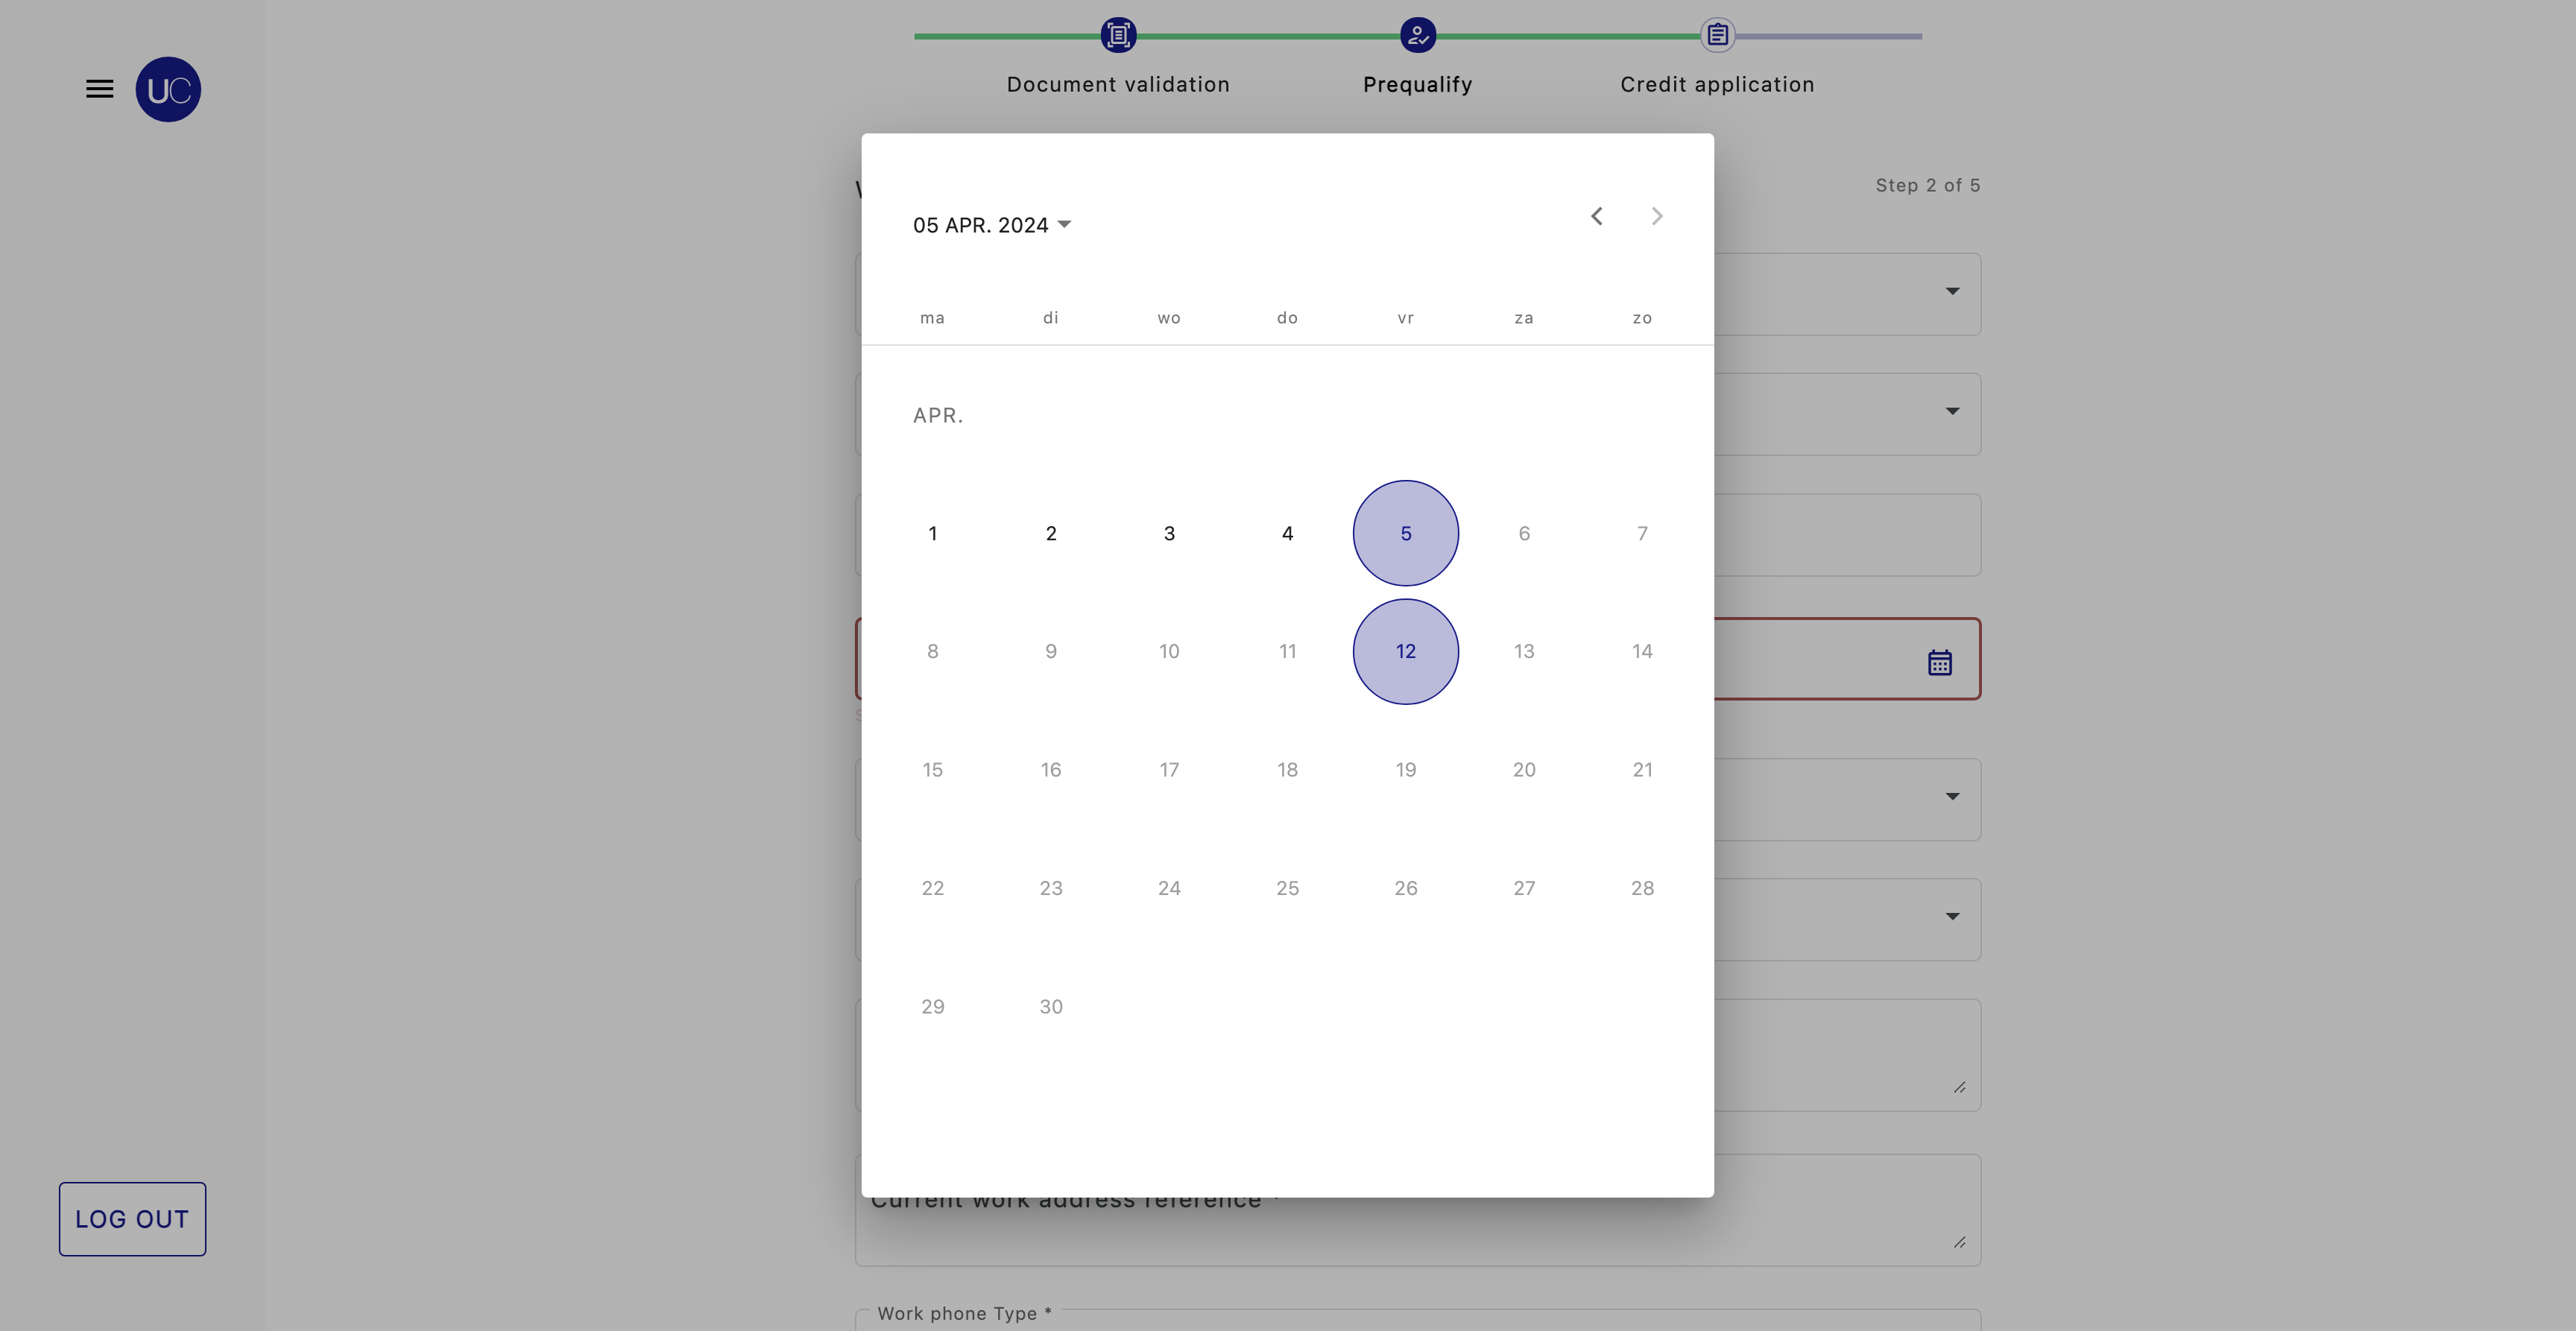 UC
Document validation
Prequalify
Credit application
Step 2 of 5
05 APR. 2024
ma di wo do vr za zo
APR.
1 2 3 4 5 6 7
8 9 10 11 12 13 14
15 16 17 18 19 20 21
22 23 24 25 26 27 28
29 30
Current work address reference *
LOG OUT
Work phone Type *